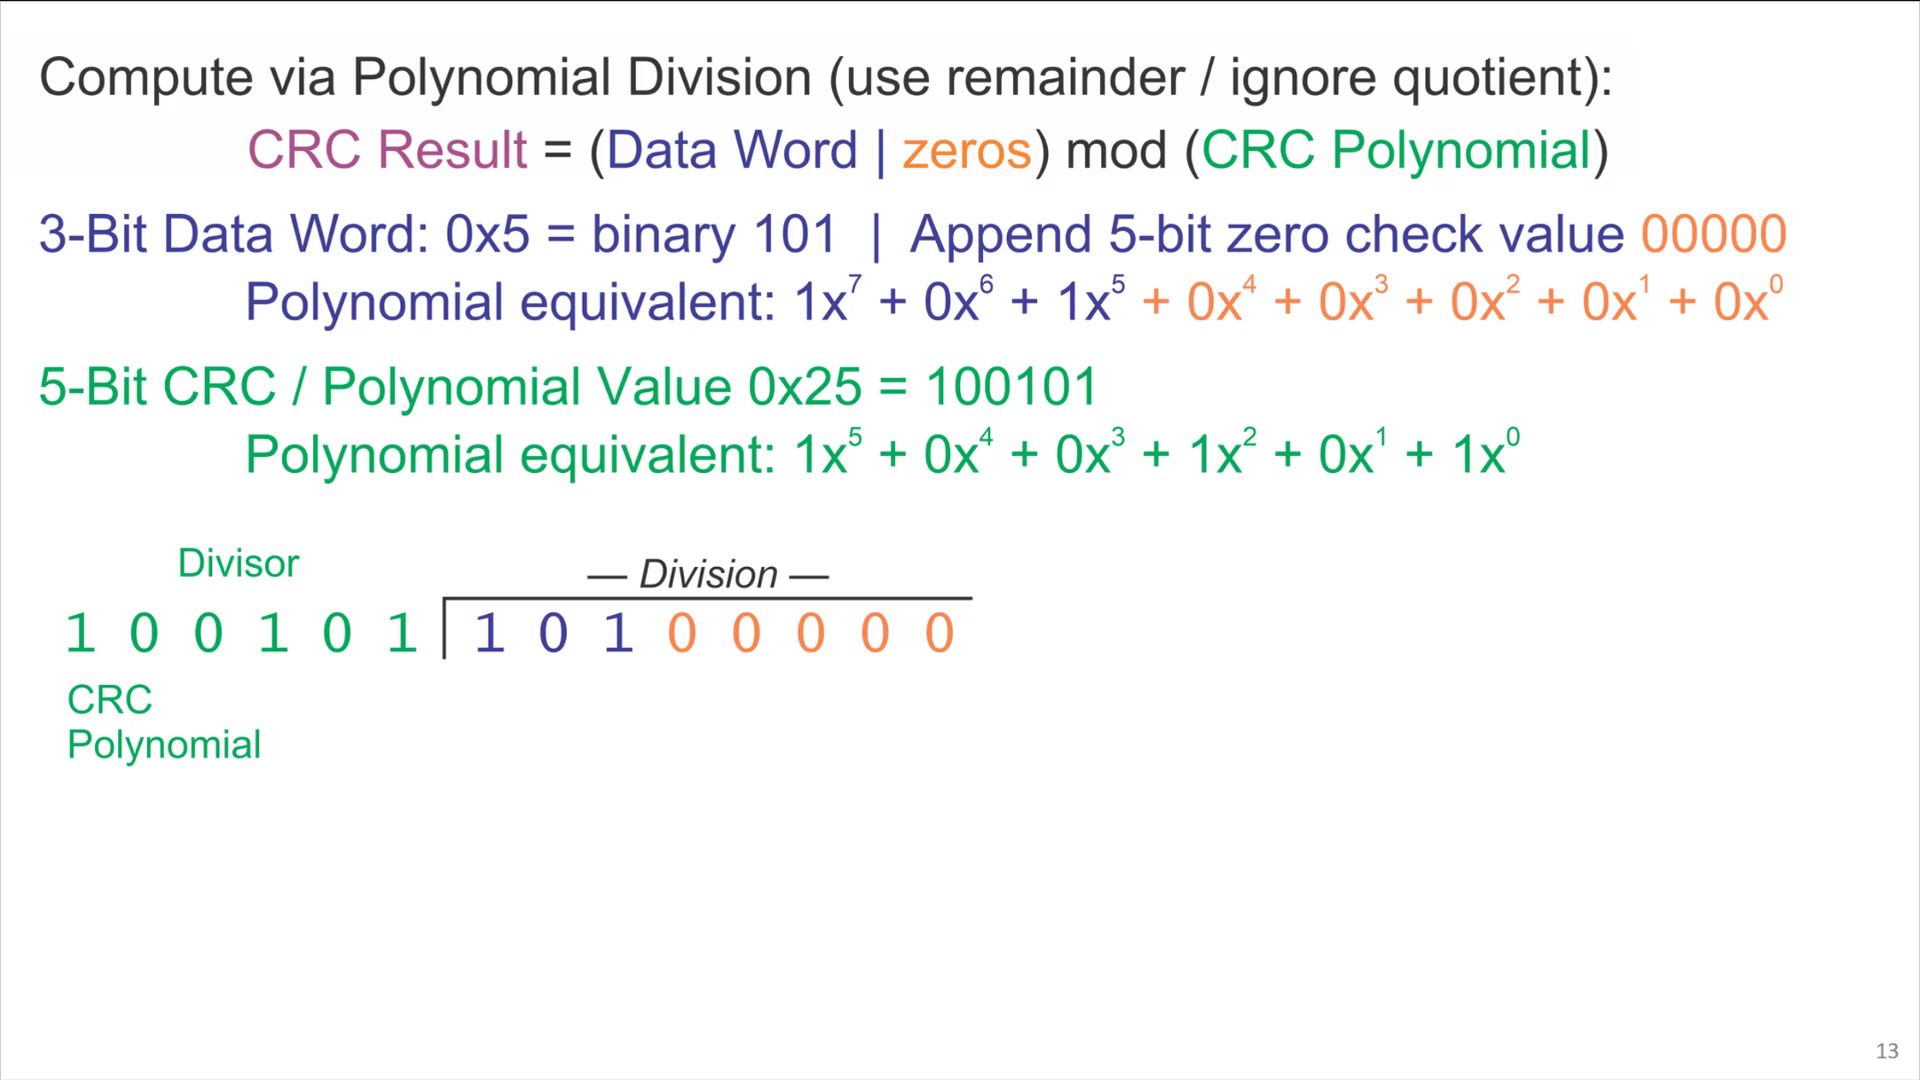 Compute via Polynomial Division (use remainder / ignore quotient):
CRC Result = (Data Word | zeros) mod (CRC Polynomial)
3-Bit Data Word: 0x5 = binary 101 | Append 5-bit zero check value 00000
Polynomial equivalent: 1x⁷ + 0x⁶ + 1x⁵ + 0x⁴ + 0x³ + 0x² + 0x¹ + 0x⁰
5-Bit CRC / Polynomial Value 0x25 = 100101
Polynomial equivalent: 1x⁵ + 0x⁴ + 0x³ + 1x² + 0x¹ + 1x⁰
Divisor
— Division —
1 0 0 1 0 1 1 0 1 0 0 0 0 0
CRC
Polynomial
13